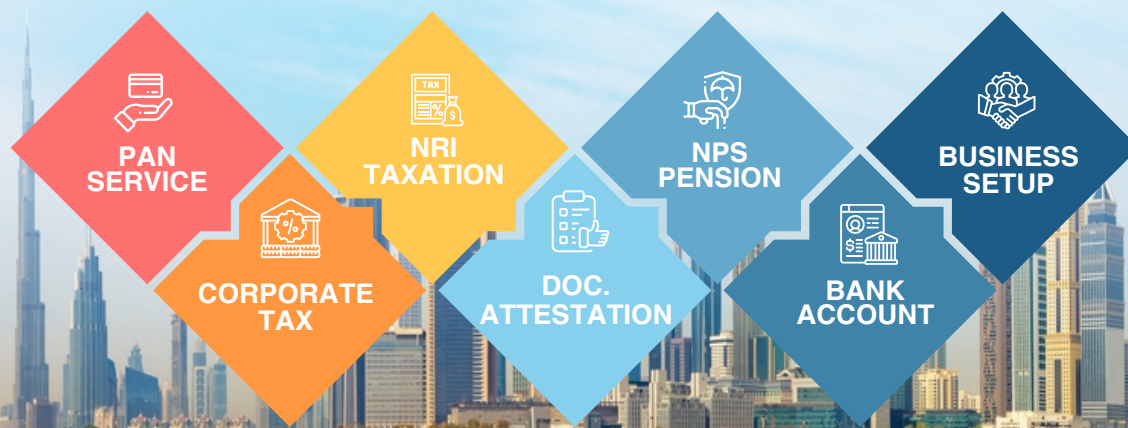 PAN
SERVICE
TAX
NRI
TAXATION
NPS
PENSION
BUSINESS
SETUP
%
CORPORATE
TAX
DOC.
ATTESTATION
$
BANK
ACCOUNT